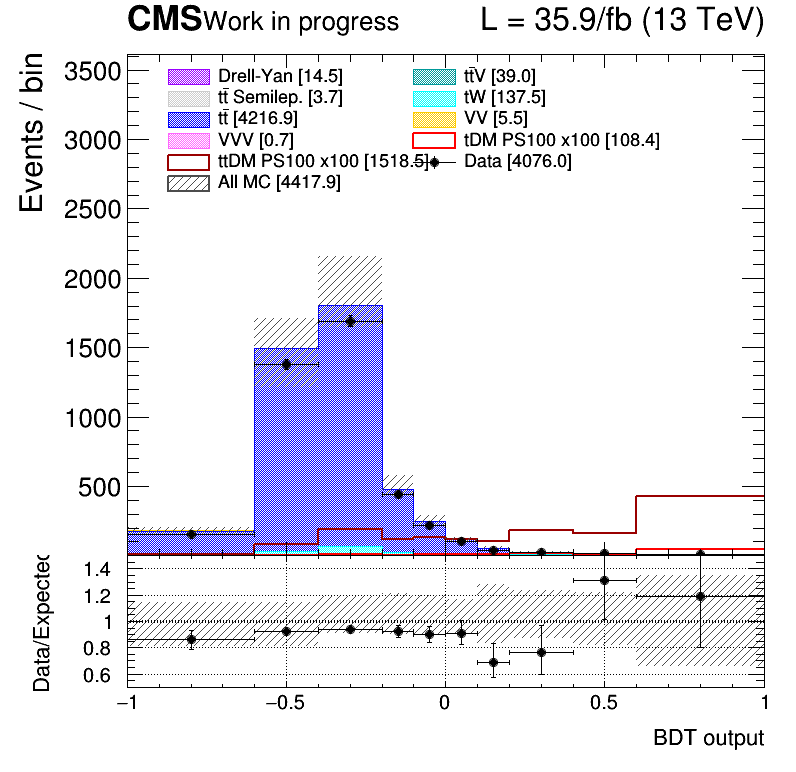 CMS Work in progress L = 35.9/fb (13 TeV)
Events / bin
3500
3000
2500
2000
1500
1000
500
Drell-Yan [14.5] tt̄V [39.0]
tt̄ Semilep. [3.7] tW [137.5]
tt̄ [4216.9] VV [5.5]
VVV [0.7] tDM PS100 x100 [108.4]
ttDM PS100 x100 [1518.5] Data [4076.0]
All MC [4417.9]
Data/Expected
1.4
1.2
1
0.8
0.6
−1 −0.5 0 0.5 1
BDT output